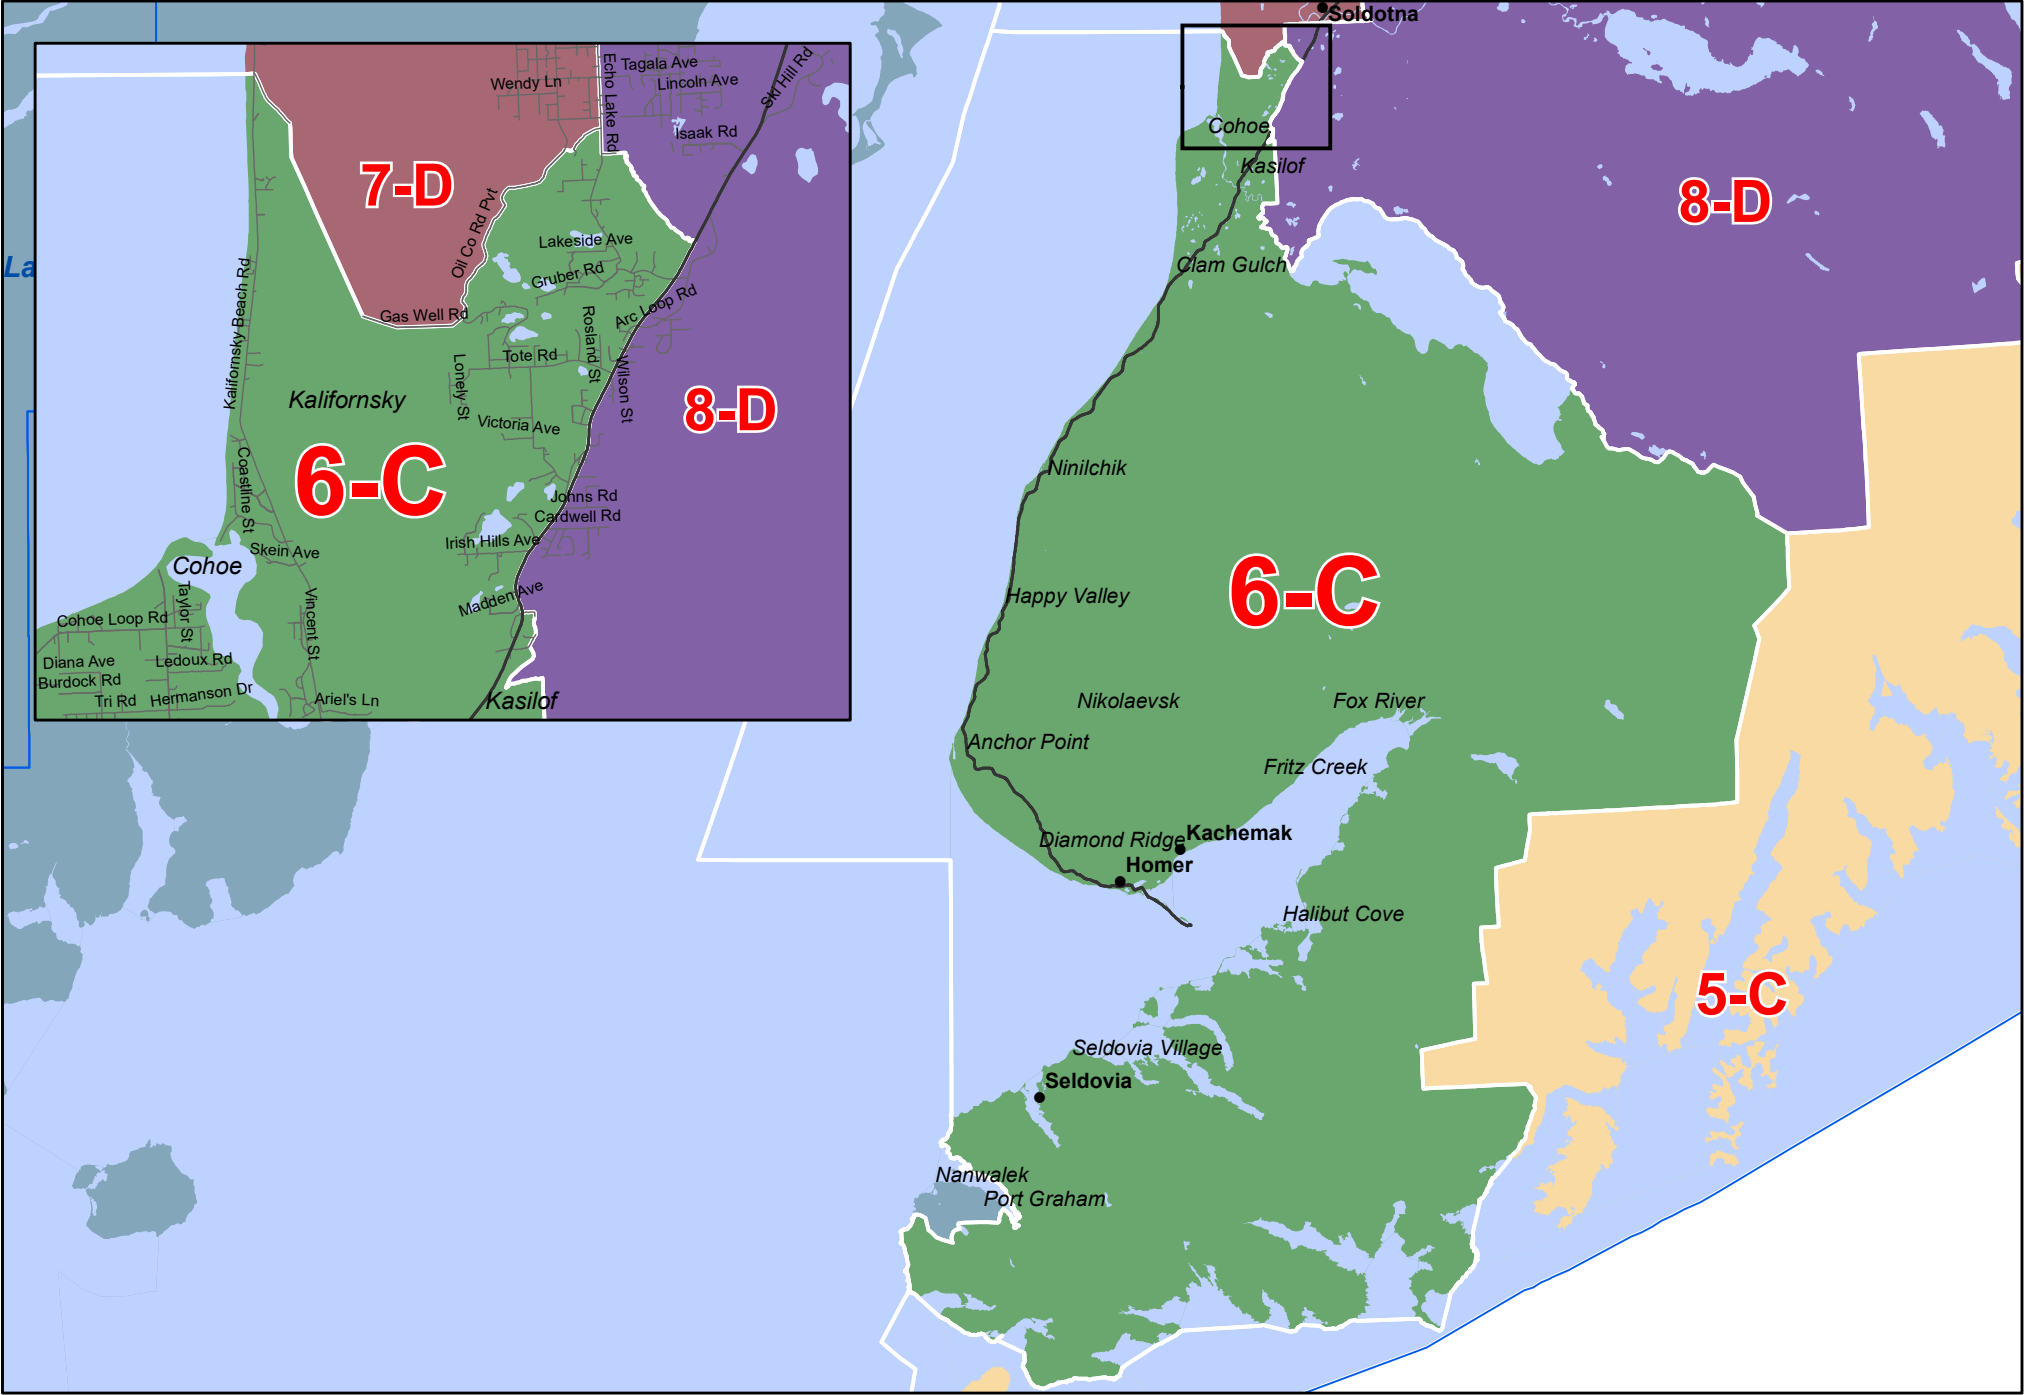 Soldotna
La
Wendy Ln
Echo Lake Rd
Tagala Ave
Lincoln Ave
Ski Hill Rd
Isaak Rd
7-D
Oil Co Rd Pvt
Lakeside Ave
Gruber Rd
Kalifornsky Beach Rd
Gas Well Rd
Rosland St
Arc Loop Rd
Tote Rd
Lonely St
Wilson St
Kalifornsky
Victoria Ave
8-D
6-C
Coastline St
Johns Rd
Cardwell Rd
Irish Hills Ave
Skein Ave
Cohoe
Taylor St
Vincent St
Madden Ave
Cohoe Loop Rd
Diana Ave
Ledoux Rd
Burdock Rd
Tri Rd
Hermanson Dr
Ariel's Ln
Kasilof
Cohoe
Kasilof
8-D
Clam Gulch
Ninilchik
6-C
Happy Valley
Nikolaevsk
Fox River
Anchor Point
Fritz Creek
Diamond Ridge
Kachemak
Homer
Halibut Cove
5-C
Seldovia Village
Seldovia
Nanwalek
Port Graham